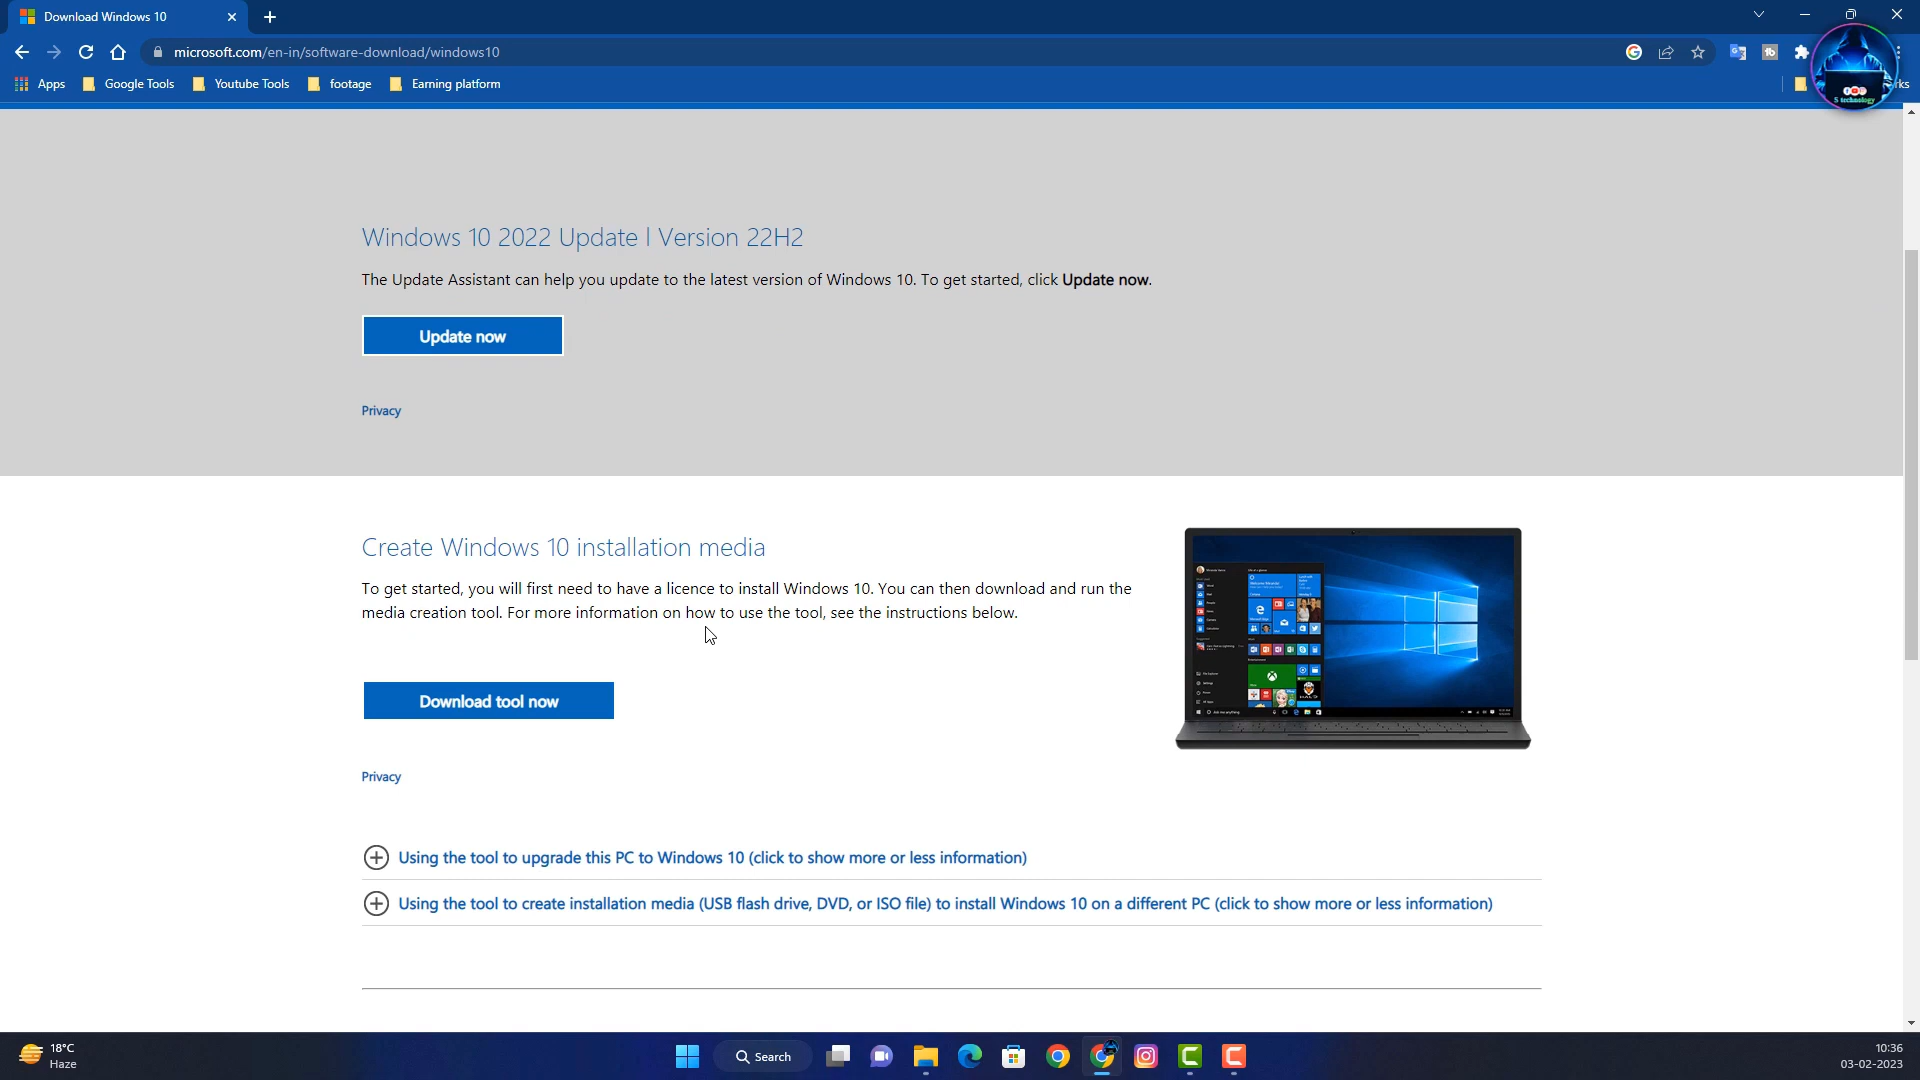 Download Windows 10
microsoft.com/en-in/software-download/windows10
Apps Google Tools Youtube Tools footage Earning platform
S technology
Windows 10 2022 Update | Version 22H2
The Update Assistant can help you update to the latest version of Windows 10. To get started, click Update now.
Update now
Privacy
Create Windows 10 installation media
To get started, you will first need to have a licence to install Windows 10. You can then download and run the
media creation tool. For more information on how to use the tool, see the instructions below.
Download tool now
Privacy
Using the tool to upgrade this PC to Windows 10 (click to show more or less information)
Using the tool to create installation media (USB flash drive, DVD, or ISO file) to install Windows 10 on a different PC (click to show more or less information)
18°C
Haze
Search
10:36
03-02-2023